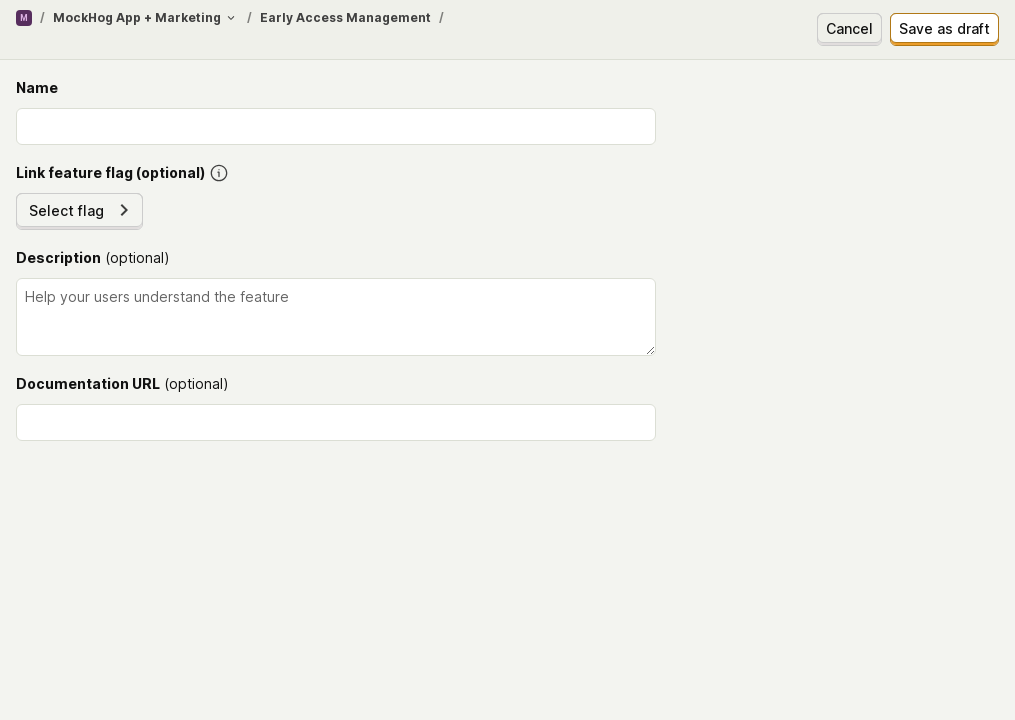 M / MockHog App + Marketing / Early Access Management /
Cancel
Save as draft
Name
Link feature flag (optional)
Select flag
Description (optional)
Help your users understand the feature
Documentation URL (optional)